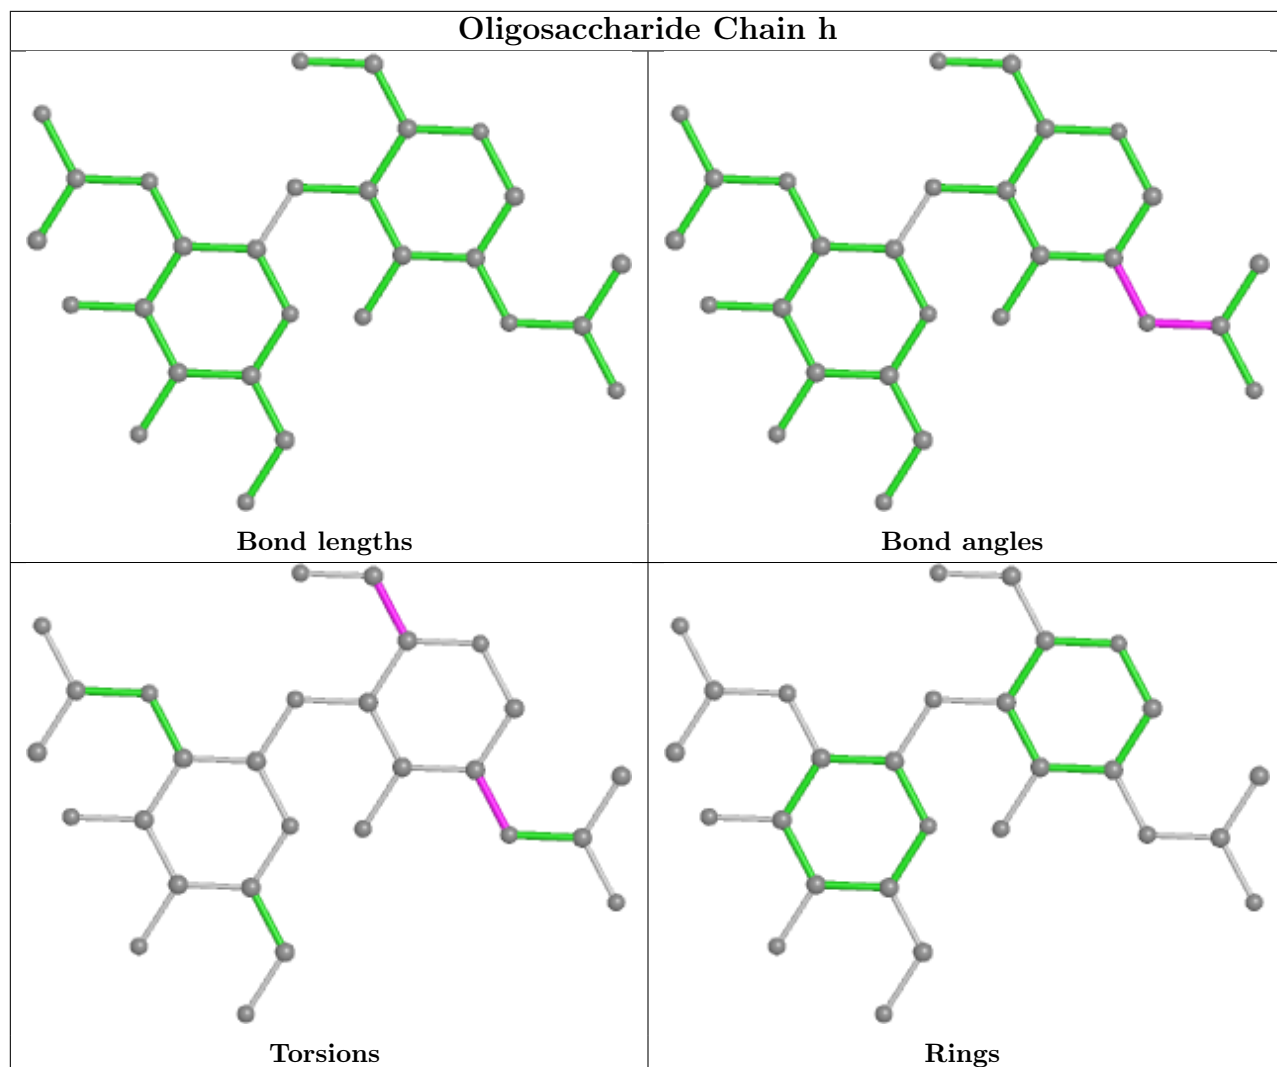 Oligosaccharide Chain h
Bond lengths
Bond angles
Torsions
Rings